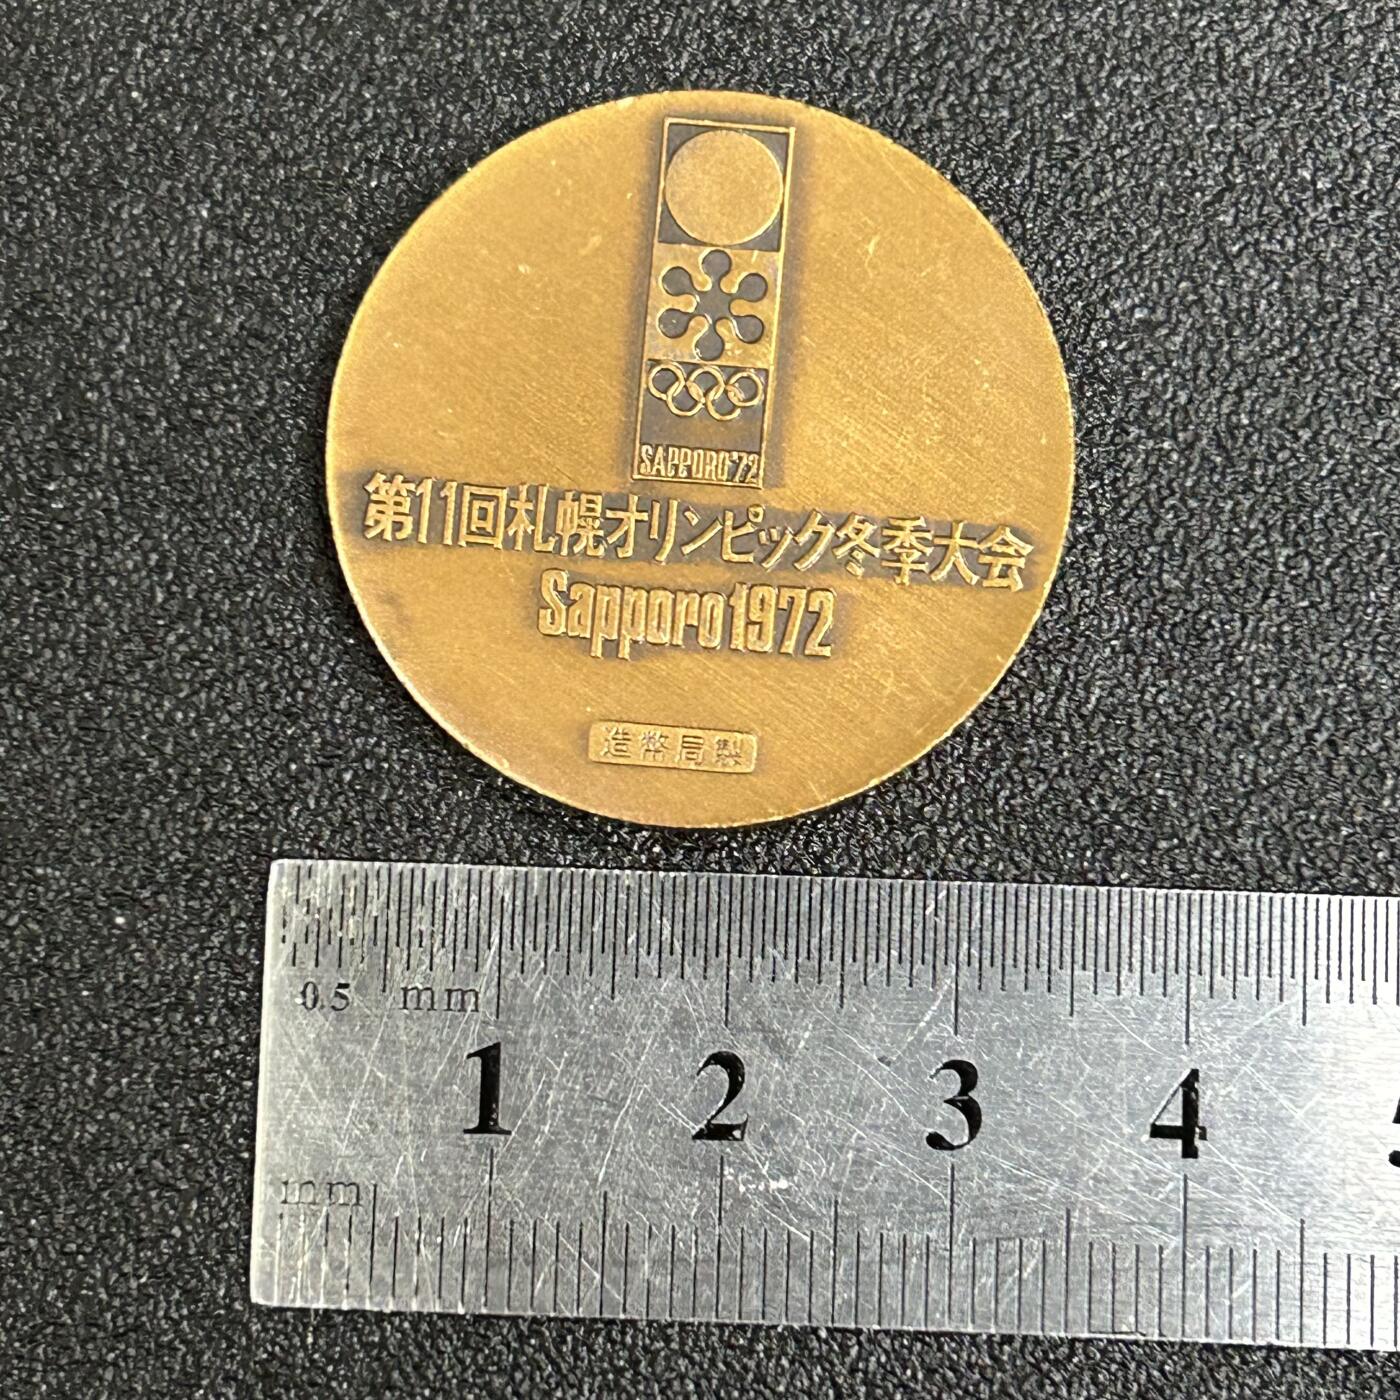 SAPPORO'72
第11回札幌オリンピック冬季大会
Sapporo1972
造幣局製
0.5 mm
1 2 3 4
mm